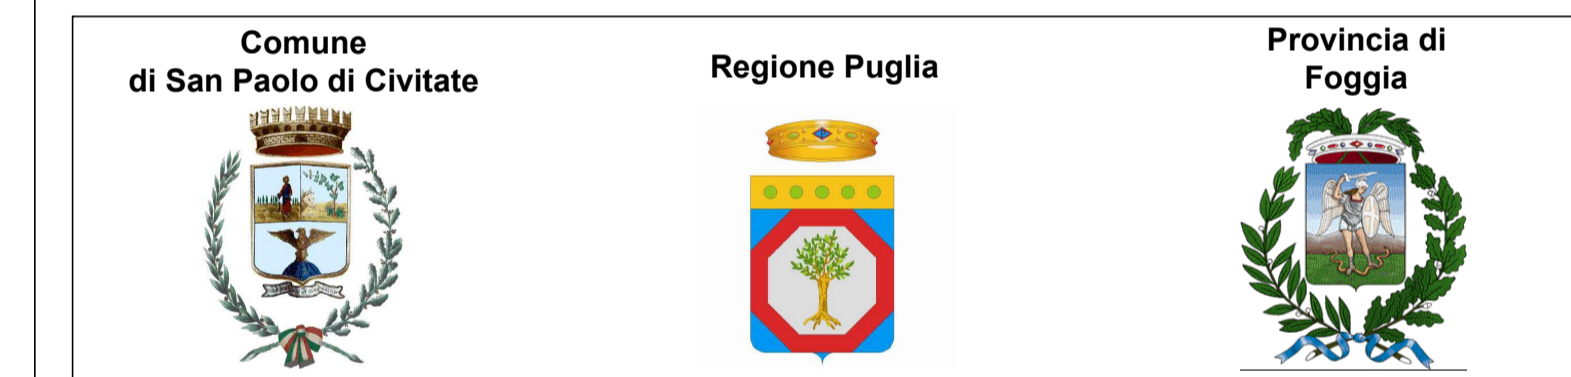 Comune
di San Paolo di Civitate
Regione Puglia
Provincia di
Foggia